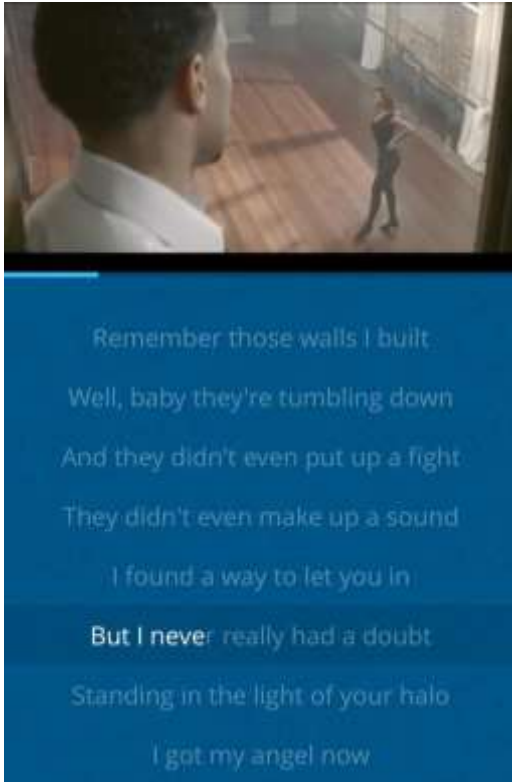 Remember those walls I built
Well, baby they're tumbling down
And they didn't even put up a fight
They didn't even make up a sound
I found a way to let you in
But I never really had a doubt
Standing in the light of your halo
I got my angel now